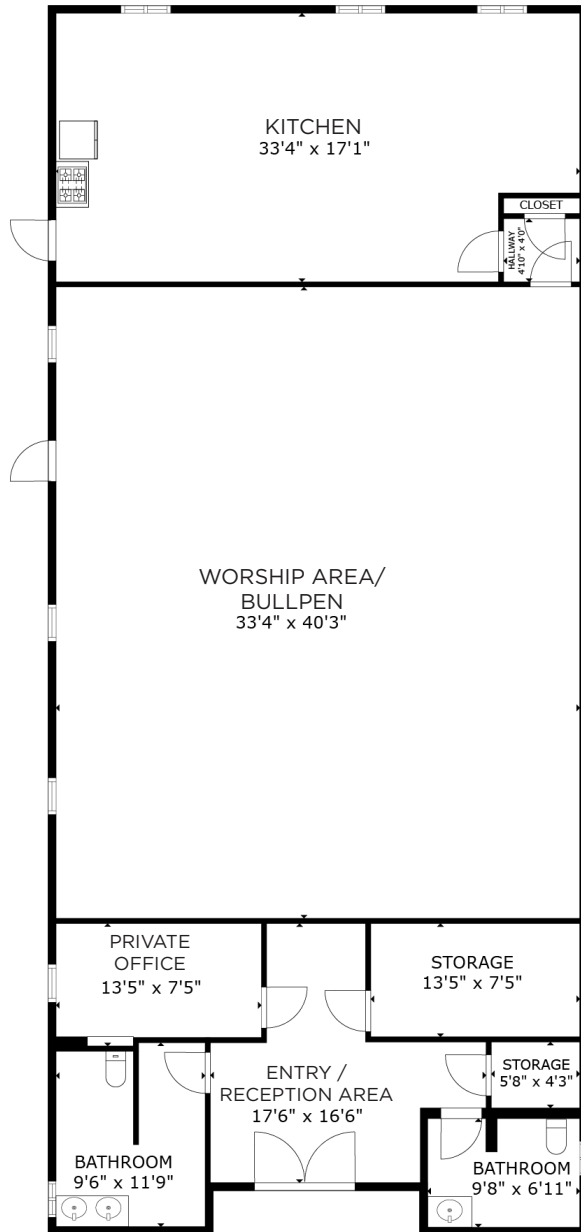 KITCHEN
33'4" x 17'1"
CLOSET
HALLWAY
4'10" x 4'0"
WORSHIP AREA/
BULLPEN
33'4" x 40'3"
PRIVATE
OFFICE
13'5" x 7'5"
STORAGE
13'5" x 7'5"
STORAGE
5'8" x 4'3"
ENTRY /
RECEPTION AREA
17'6" x 16'6"
BATHROOM
9'6" x 11'9"
BATHROOM
9'8" x 6'11"